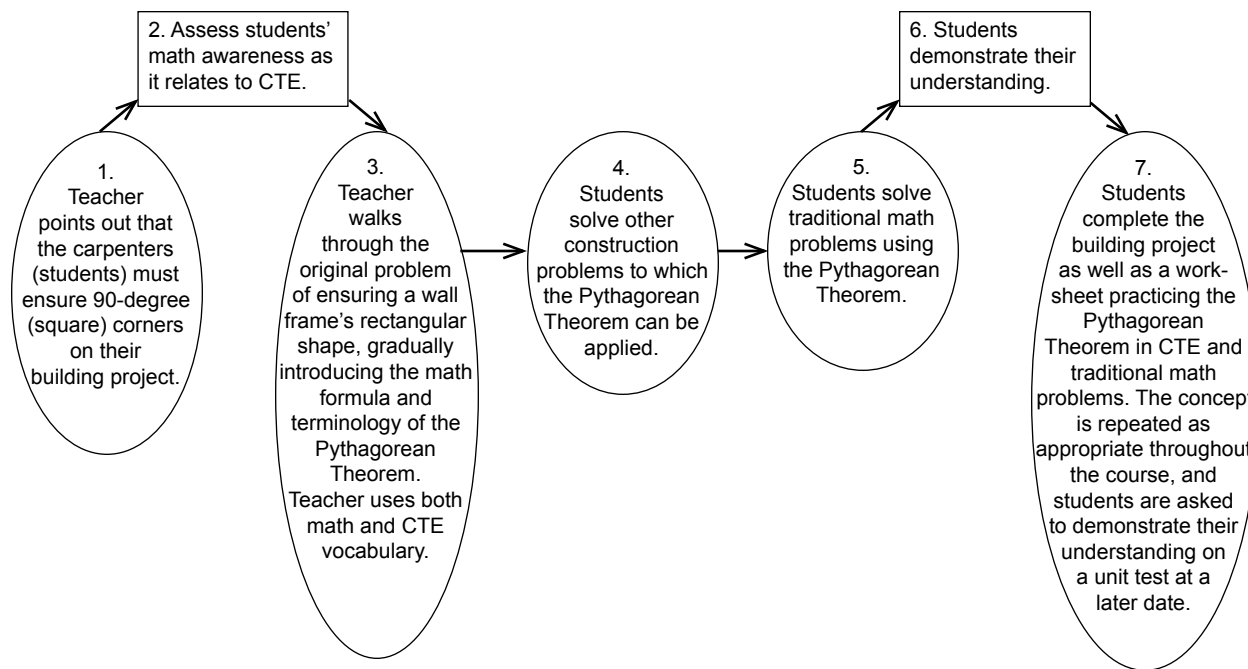 2. Assess students’
math awareness as
it relates to CTE.
6. Students
demonstrate their
understanding.
1.
Teacher
points out that
the carpenters
(students) must
ensure 90-degree
(square) corners
on their
building project.
3.
Teacher
walks
through the
original problem
of ensuring a wall
frame’s rectangular
shape, gradually
introducing the math
formula and
terminology of the
Pythagorean
Theorem.
Teacher uses both
math and CTE
vocabulary.
4.
Students
solve other
construction
problems to which
the Pythagorean
Theorem can be
applied.
5.
Students solve
traditional math
problems using
the Pythagorean
Theorem.
7.
Students
complete the
building project
as well as a work-
sheet practicing the
Pythagorean
Theorem in CTE and
traditional math
problems. The concept
is repeated as
appropriate throughout
the course, and
students are asked
to demonstrate their
understanding on
a unit test at a
later date.